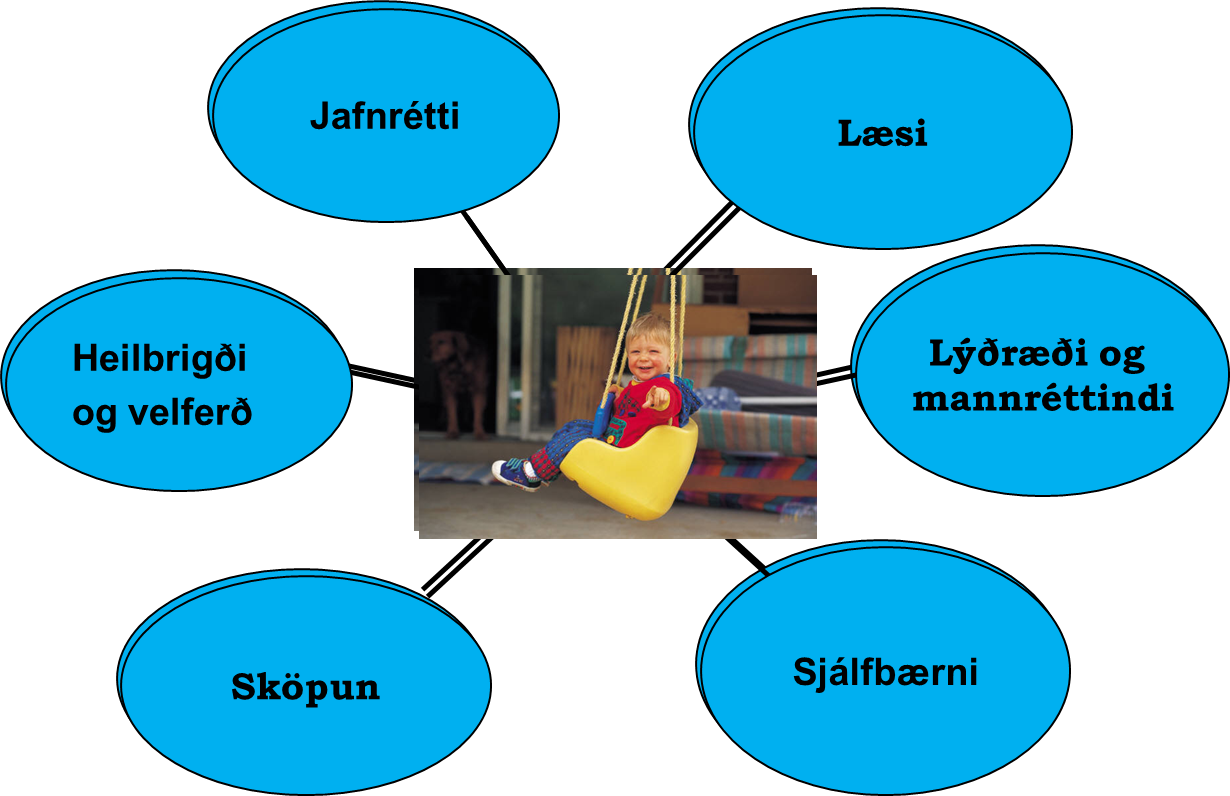 Jafnrétti
Læsi
Heilbrigði
og velferð
Lýðræði og
mannréttindi
Sköpun
Sjálfbærni